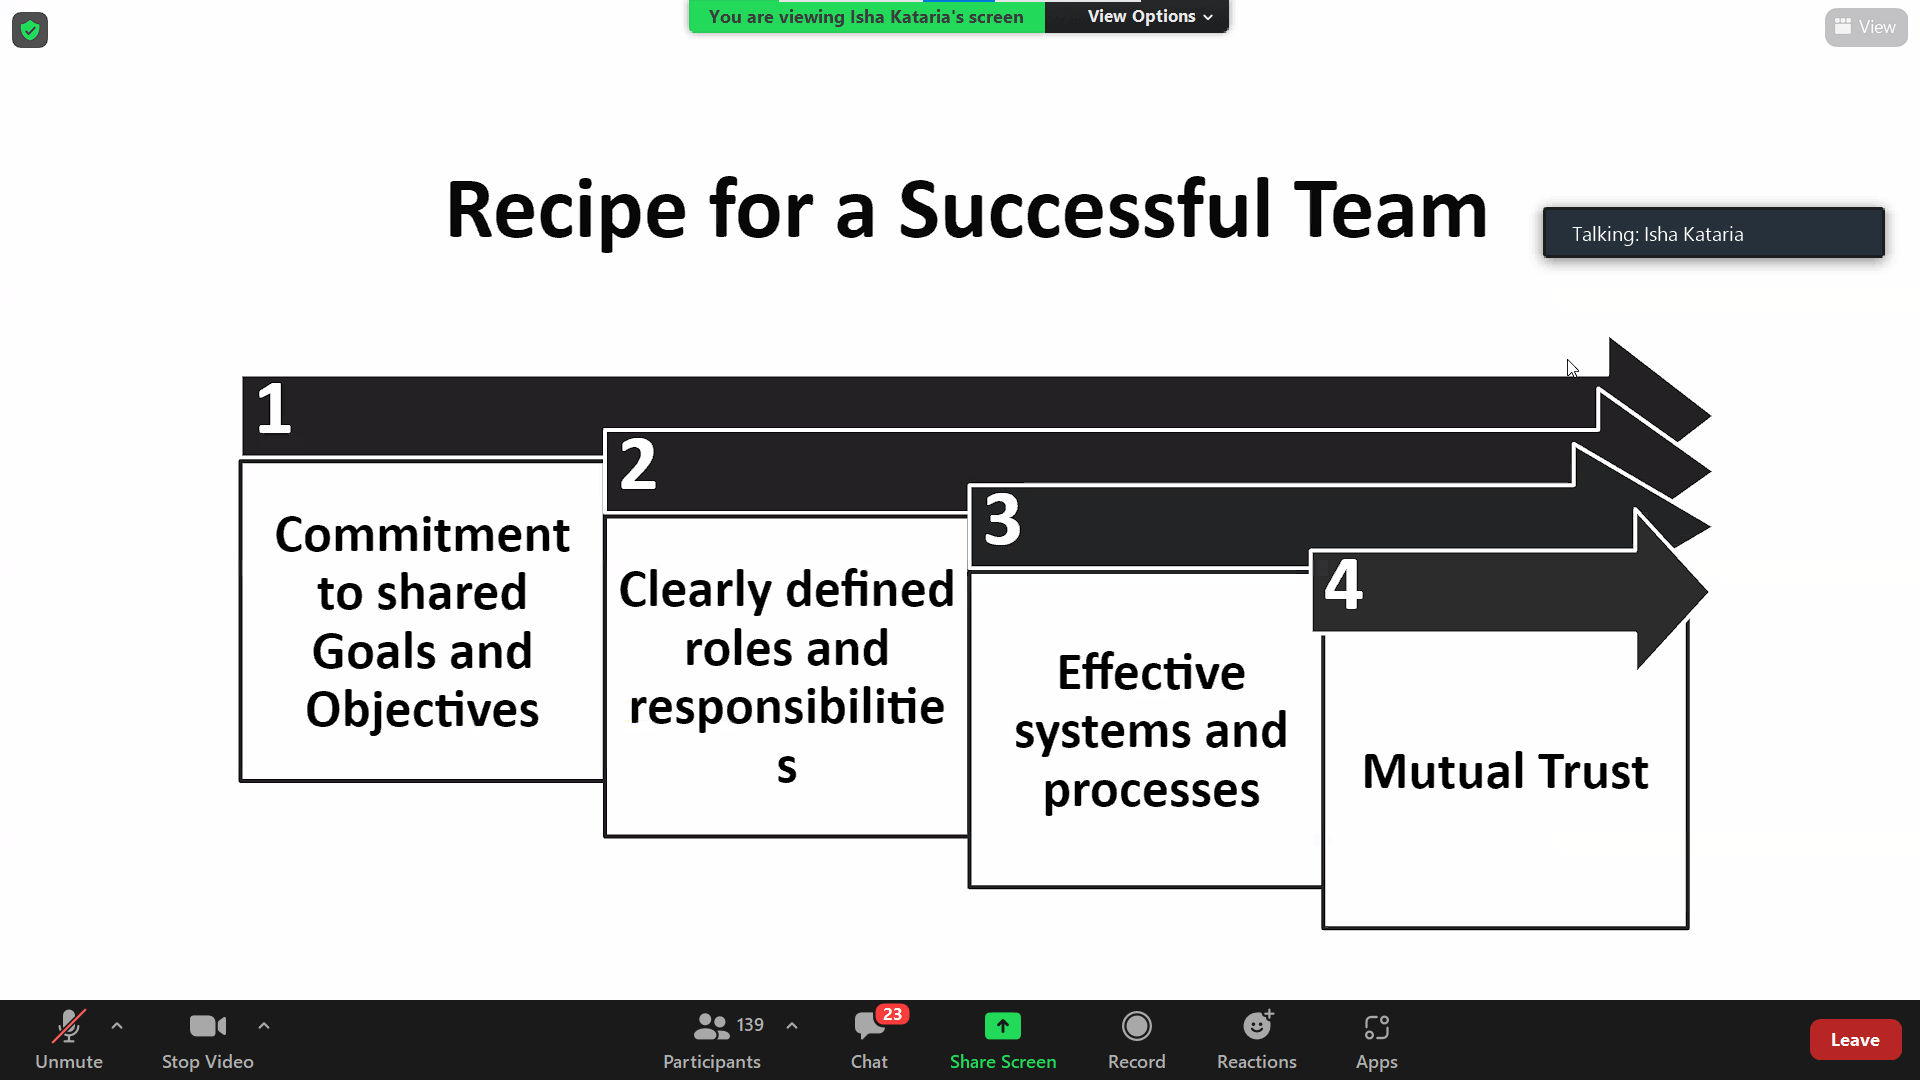 You are viewing Isha Kataria's screen
View Options
View
Recipe for a Successful Team
Talking: Isha Kataria
1
Commitment
to shared
Goals and
Objectives
2
Clearly defined
roles and
responsibilitie
s
3
Effective
systems and
processes
4
Mutual Trust
Unmute
Stop Video
139
Participants
23
Chat
Share Screen
Record
Reactions
Apps
Leave